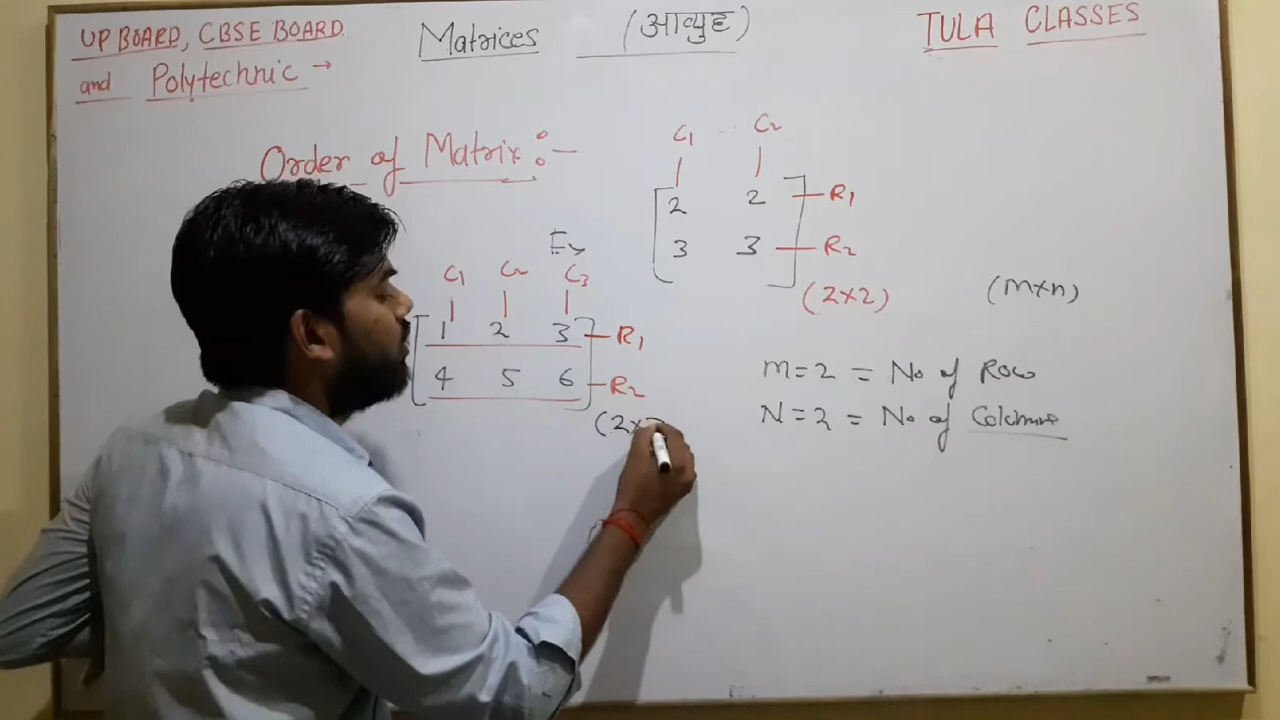 UP BOARD, CBSE BOARD.
and Polytechnic →
Matrices (आव्यूह)
TULA CLASSES
Order of Matrix :-
C1 C2
2 2 R1
3 3 R2
(2×2)
(m×n)
Ex
C1 C2 C3
1 2 3 R1
4 5 6 R2
(2×
m=2 = No of Row
N=2 = No of Colcmne